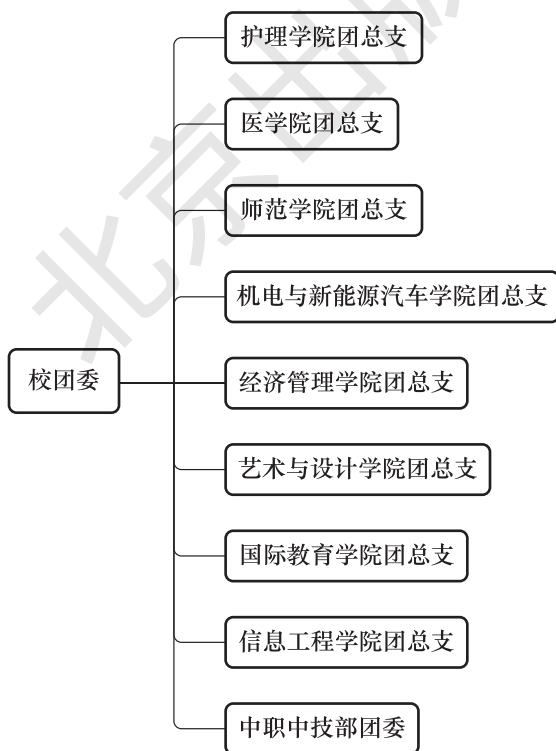 护理学院团总支
医学院团总支
师范学院团总支
机电与新能源汽车学院团总支
校团委
经济管理学院团总支
艺术与设计学院团总支
国际教育学院团总支
信息工程学院团总支
中职中技部团委
北京出版